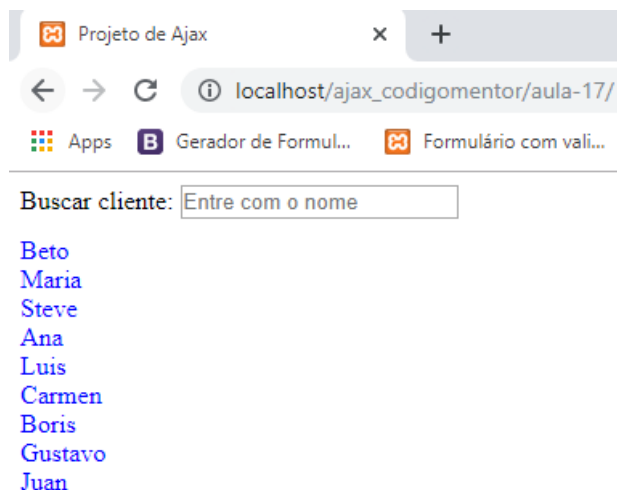 Projeto de Ajax
localhost/ajax_codigomentor/aula-17/
Apps Gerador de Formul... Formulário com vali...
Buscar cliente: Entre com o nome
Beto
Maria
Steve
Ana
Luis
Carmen
Boris
Gustavo
Juan